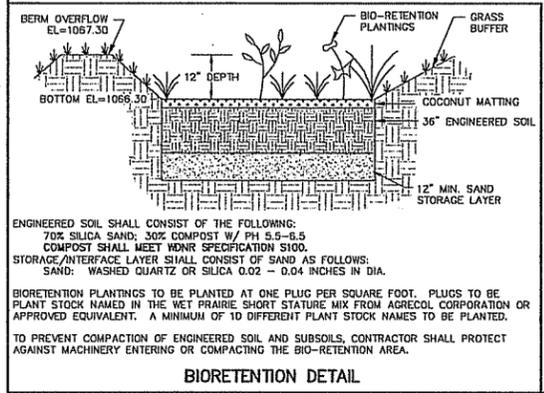 BERM OVERFLOW
EL=1067.30
BIO-RETENTION
PLANTINGS
GRASS
BUFFER
12" DEPTH
BOTTOM EL=1066.30
COCONUT MATTING
36" ENGINEERED SOIL
12" MIN. SAND
STORAGE LAYER
ENGINEERED SOIL SHALL CONSIST OF THE FOLLOWING:
70% SILICA SAND; 30% COMPOST W/ PH 5.5-6.5
COMPOST SHALL MEET WDNR SPECIFICATION S100.
STORAGE/INTERFACE LAYER SHALL CONSIST OF SAND AS FOLLOWS:
SAND: WASHED QUARTZ OR SILICA 0.02 - 0.04 INCHES IN DIA.
BIORETENTION PLANTINGS TO BE PLANTED AT ONE PLUG PER SQUARE FOOT. PLUGS TO BE
PLANT STOCK NAMED IN THE WET PRAIRIE SHORT STATURE MIX FROM AGRECOL CORPORATION OR
APPROVED EQUIVALENT. A MINIMUM OF 10 DIFFERENT PLANT STOCK NAMES TO BE PLANTED.
TO PREVENT COMPACTION OF ENGINEERED SOIL AND SUBSOILS, CONTRACTOR SHALL PROTECT
AGAINST MACHINERY ENTERING OR COMPACTING THE BIO-RETENTION AREA.
BIORETENTION DETAIL